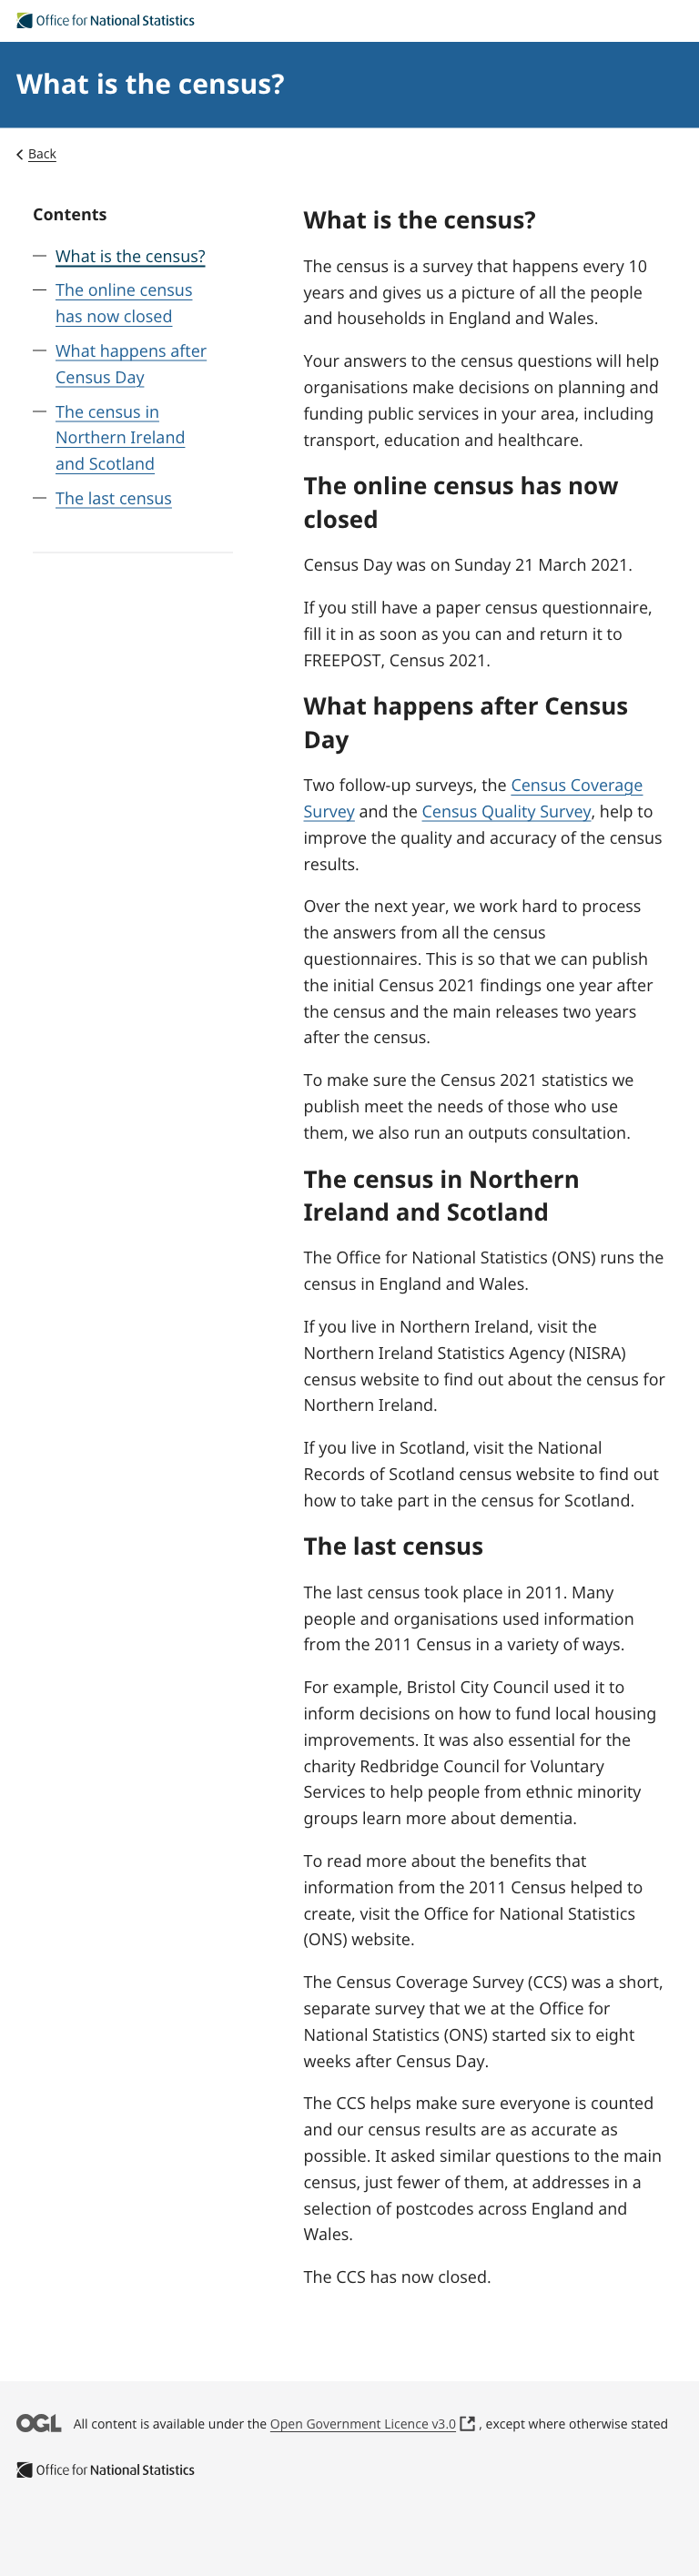 Office for National Statistics
What is the census?
Back
Contents
What is the census?
The online census
has now closed
What happens after
Census Day
The census in
Northern Ireland
and Scotland
The last census
What is the census?
The census is a survey that happens every 10
years and gives us a picture of all the people
and households in England and Wales.
Your answers to the census questions will help
organisations make decisions on planning and
funding public services in your area, including
transport, education and healthcare.
The online census has now
closed
Census Day was on Sunday 21 March 2021.
If you still have a paper census questionnaire,
fill it in as soon as you can and return it to
FREEPOST, Census 2021.
What happens after Census
Day
Two follow-up surveys, the Census Coverage
Survey and the Census Quality Survey, help to
improve the quality and accuracy of the census
results.
Over the next year, we work hard to process
the answers from all the census
questionnaires. This is so that we can publish
the initial Census 2021 findings one year after
the census and the main releases two years
after the census.
To make sure the Census 2021 statistics we
publish meet the needs of those who use
them, we also run an outputs consultation.
The census in Northern
Ireland and Scotland
The Office for National Statistics (ONS) runs the
census in England and Wales.
If you live in Northern Ireland, visit the
Northern Ireland Statistics Agency (NISRA)
census website to find out about the census for
Northern Ireland.
If you live in Scotland, visit the National
Records of Scotland census website to find out
how to take part in the census for Scotland.
The last census
The last census took place in 2011. Many
people and organisations used information
from the 2011 Census in a variety of ways.
For example, Bristol City Council used it to
inform decisions on how to fund local housing
improvements. It was also essential for the
charity Redbridge Council for Voluntary
Services to help people from ethnic minority
groups learn more about dementia.
To read more about the benefits that
information from the 2011 Census helped to
create, visit the Office for National Statistics
(ONS) website.
The Census Coverage Survey (CCS) was a short,
separate survey that we at the Office for
National Statistics (ONS) started six to eight
weeks after Census Day.
The CCS helps make sure everyone is counted
and our census results are as accurate as
possible. It asked similar questions to the main
census, just fewer of them, at addresses in a
selection of postcodes across England and
Wales.
The CCS has now closed.
OGL All content is available under the Open Government Licence v3.0 , except where otherwise stated
Office for National Statistics